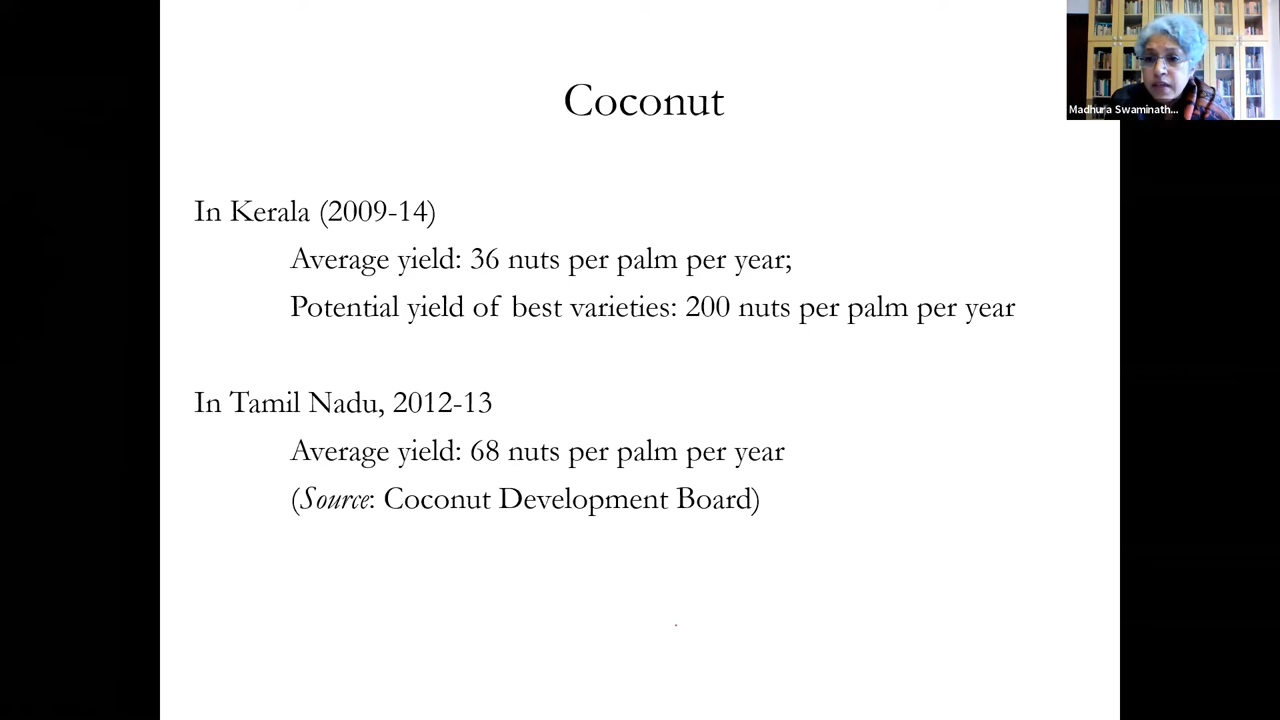 Madhura Swaminath...
Coconut
In Kerala (2009-14)
Average yield: 36 nuts per palm per year;
Potential yield of best varieties: 200 nuts per palm per year
In Tamil Nadu, 2012-13
Average yield: 68 nuts per palm per year
(Source: Coconut Development Board)